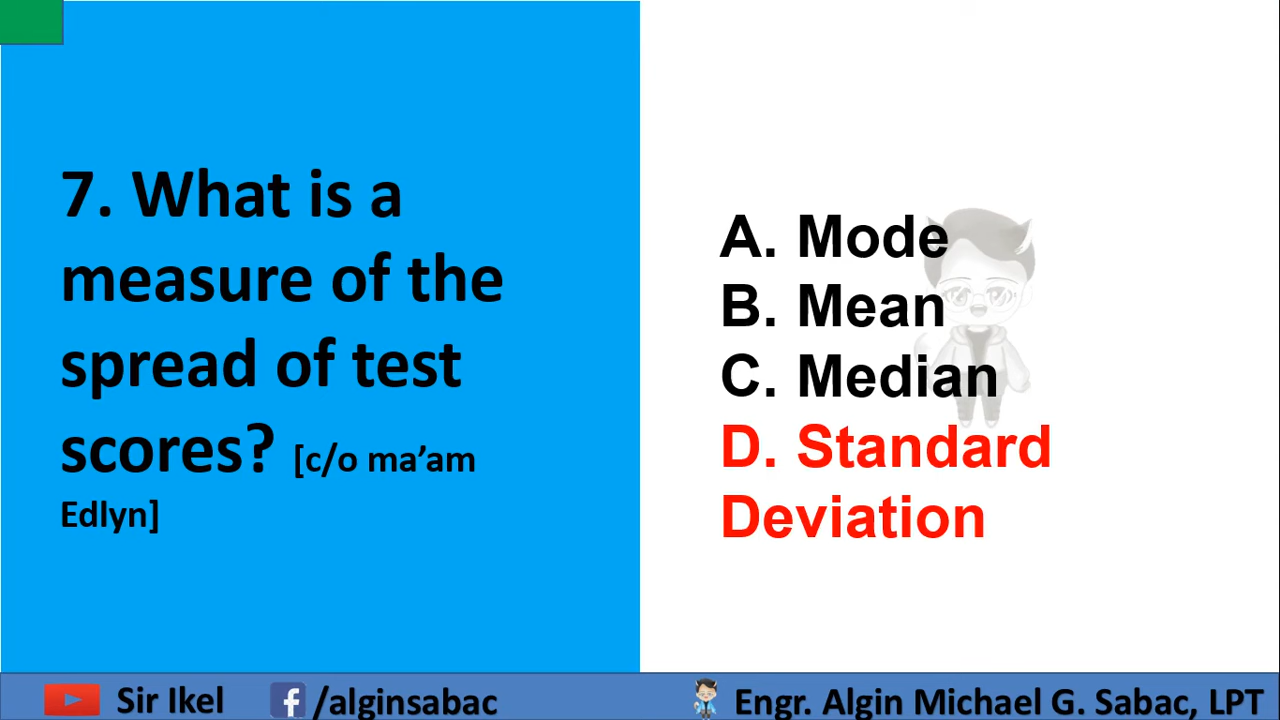 7. What is a
measure of the
spread of test
scores? [c/o ma’am
Edlyn]
A. Mode
B. Mean
C. Median
D. Standard
Deviation
Sir Ikel
/alginsabac
Engr. Algin Michael G. Sabac, LPT